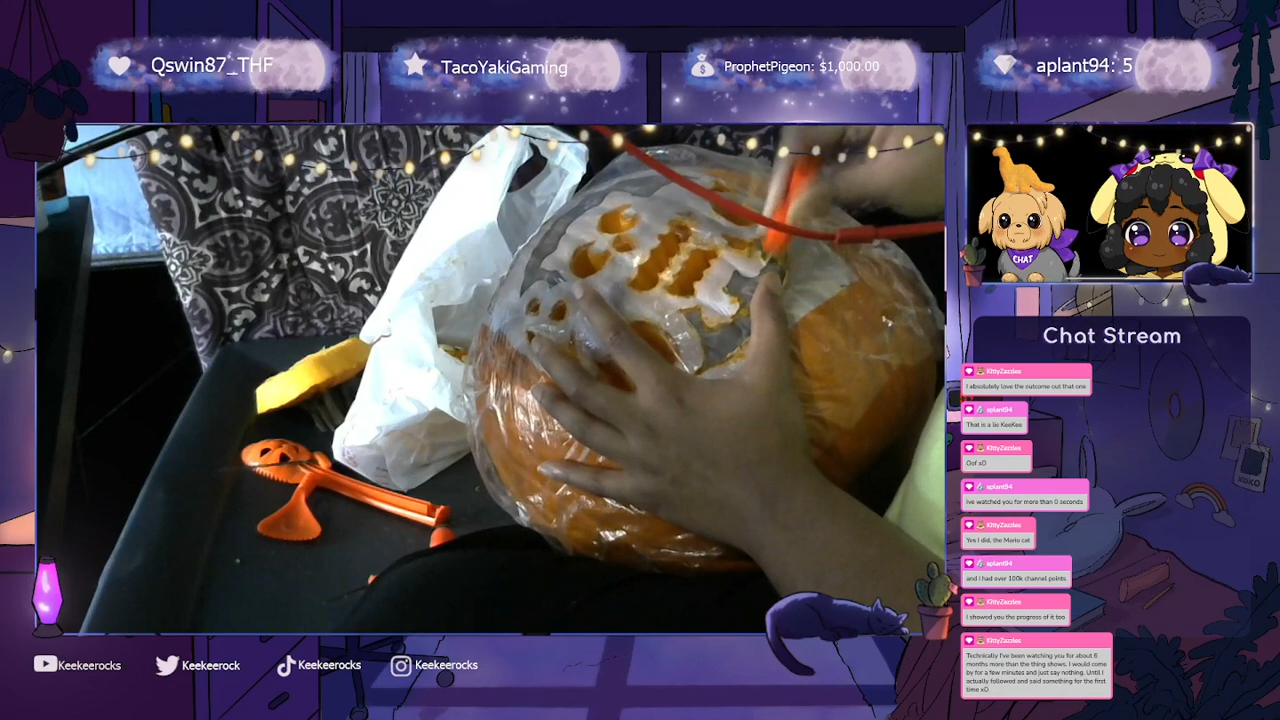 Qswin87_THF
TacoYakiGaming
ProphetPigeon: $1,000.00
aplant94: 5
CHAT
Chat Stream
KittyZazzles
I absolutely love the outcome out that one
aplant94
That is a lie KeeKee
KittyZazzles
Oof xD
aplant94
Ive watched you for more than 0 seconds
KittyZazzles
Yes I did, the Mario cat
aplant94
and I had over 100k channel points
KittyZazzles
I showed you the progress of it too
KittyZazzles
Technically I've been watching you for about 6
months more than the thing shows. I would come
by for a few minutes and just say nothing. Until I
actually followed and said something for the first
time xD
XOXO
Keekeerocks
Keekeerock
Keekeerocks
Keekeerocks